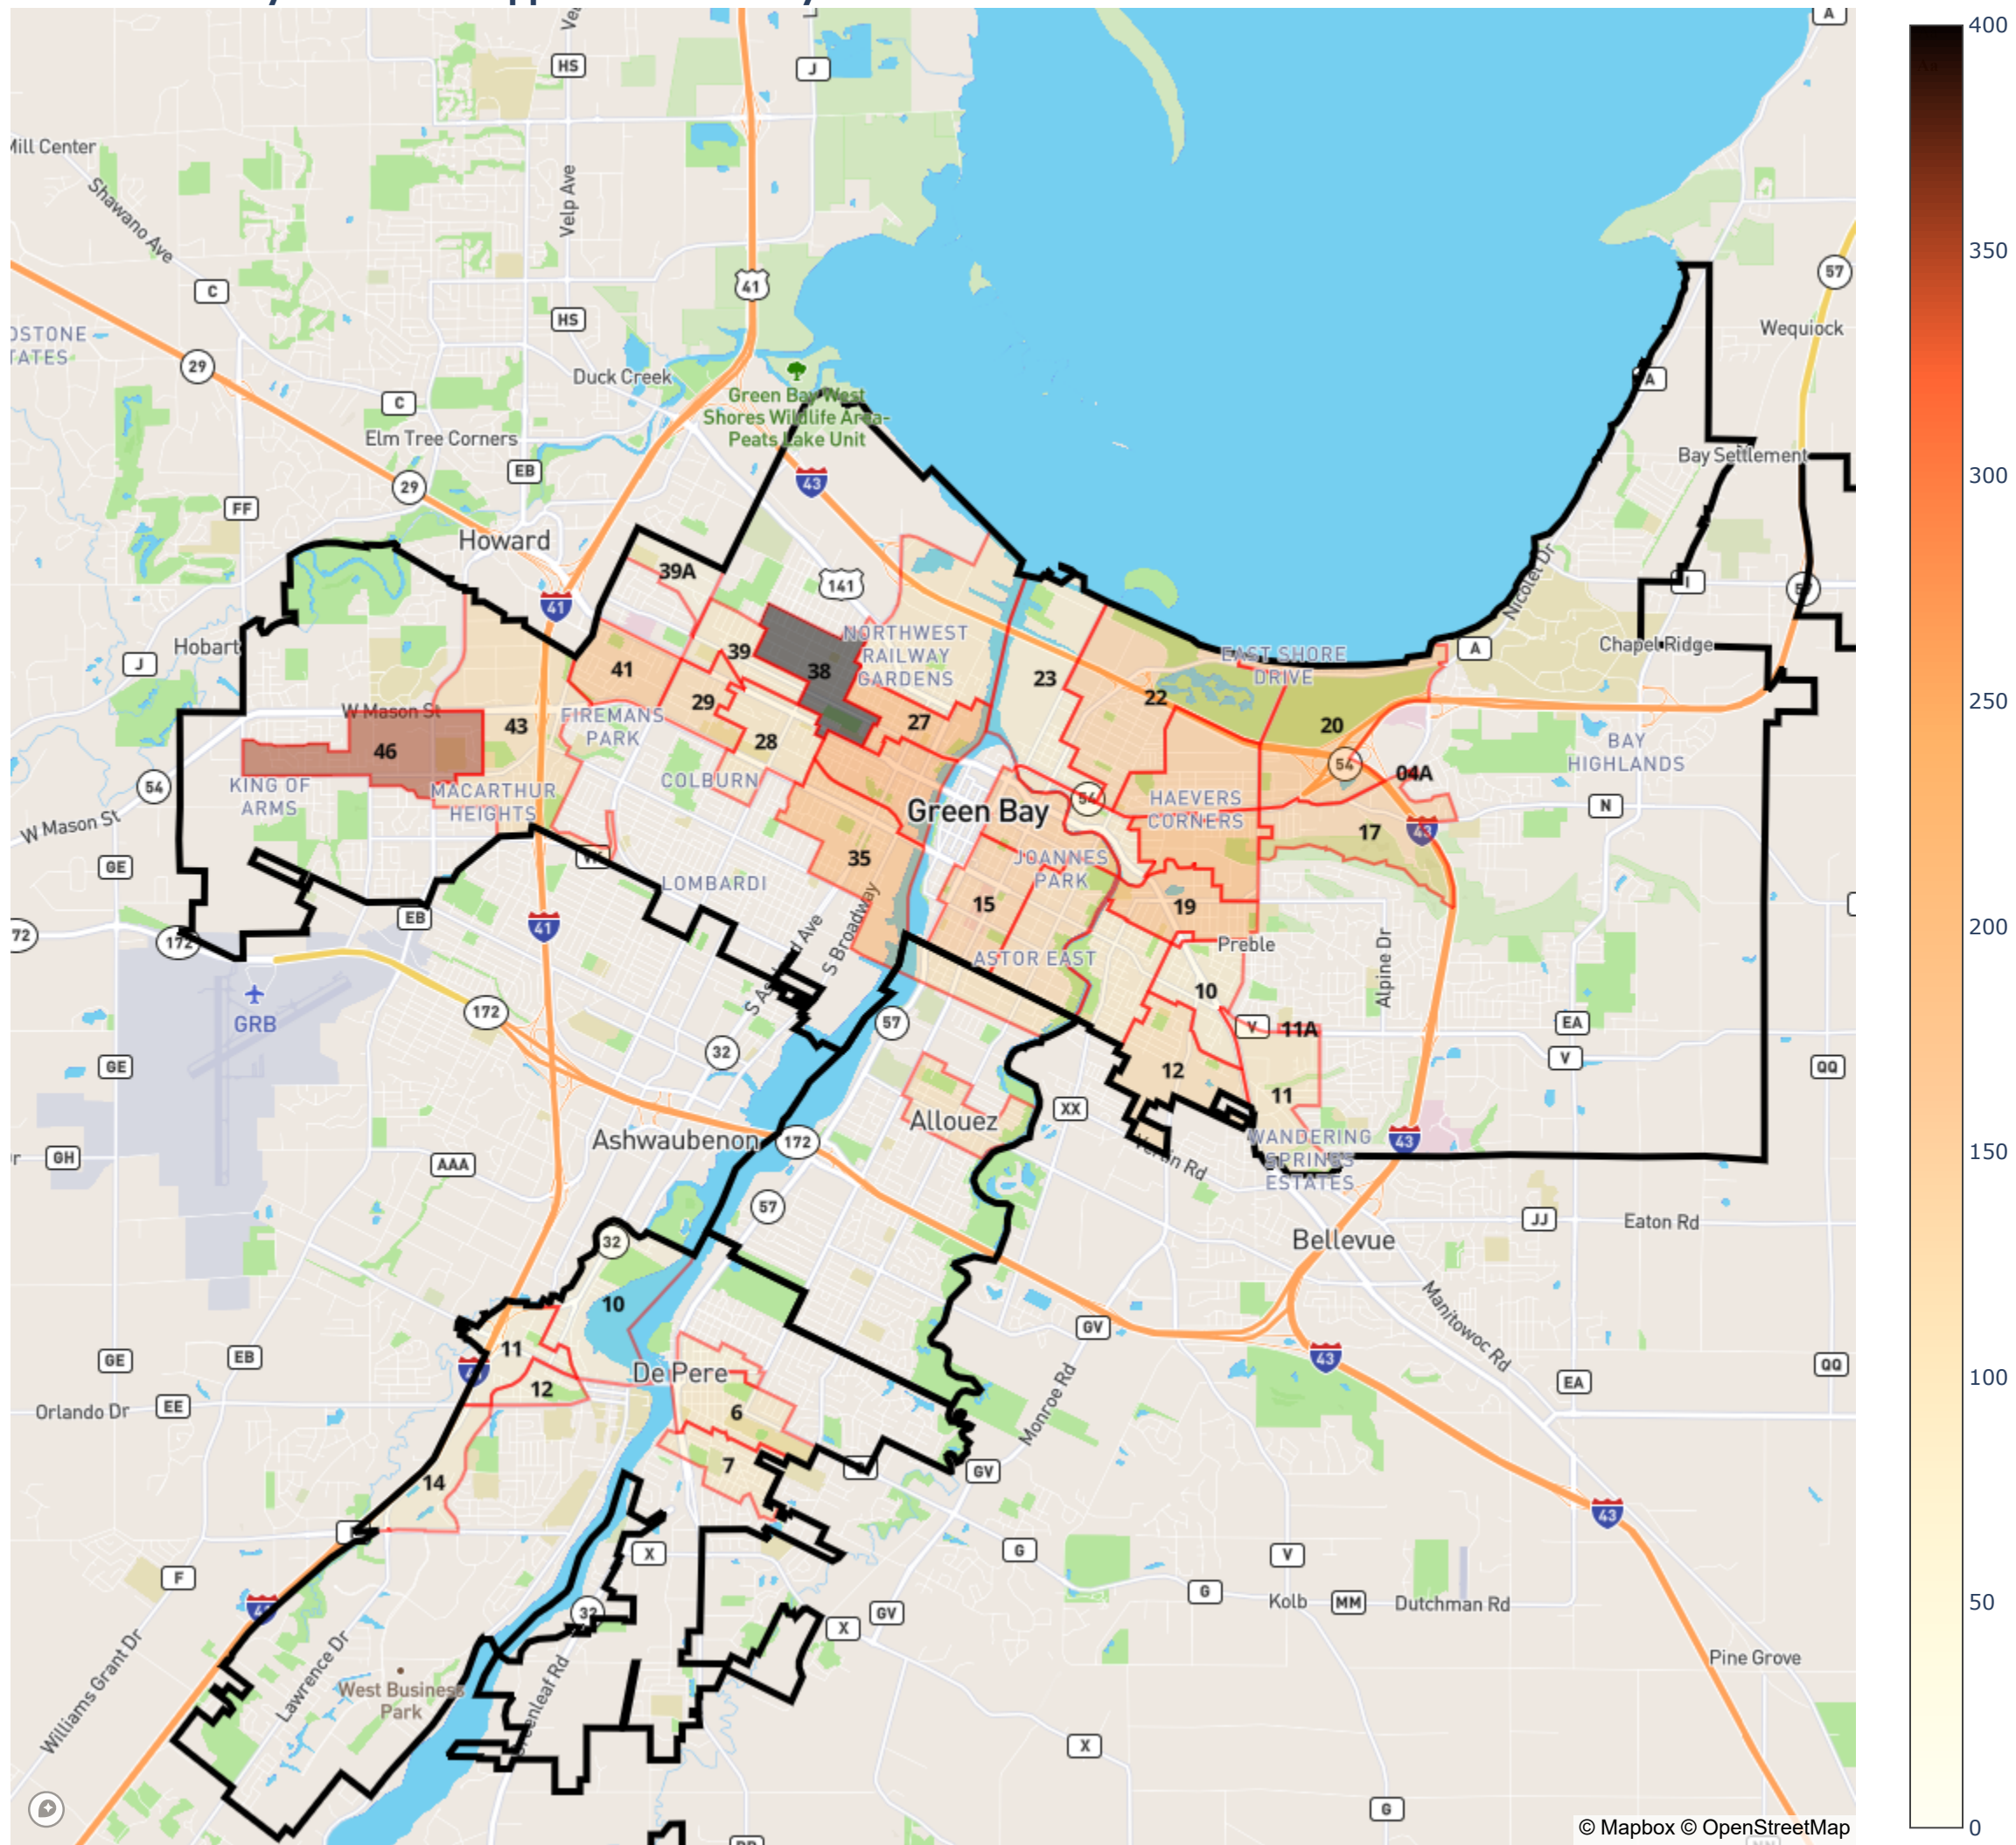 A
400
HS
J
Mill Center
Shawano Ave
Velp Ave
350
C
41
57
Wequiock
HS
29
Duck Creek
A
C
Green Bay West
Shores Wildlife Area-
Peats Lake Unit
Elm Tree Corners
Bay Settlement
EB
300
43
29
FF
Howard
39A
141
I
Nicolet Dr
41
Hobart
NORTHWEST
RAILWAY
GARDENS
Chapel Ridge
A
EAST SHORE
DRIVE
J
39
38
41
23
22
29
27
250
W Mason St
43
FIREMANS
PARK
20
BAY
HIGHLANDS
46
28
54
04A
KING OF
ARMS
MACARTHUR
HEIGHTS
COLBURN
54
HAEVERS
CORNERS
N
Green Bay
W Mason St
17
43
35
JOANNES
PARK
GE
LOMBARDI
15
19
EB
41
172
200
ASTOR EAST
Preble
S Broadway
Alpine Dr
GRB
172
10
57
V
11A
EA
32
V
GE
12
QQ
11
XX
Allouez
Ashwaubenon
172
43
WANDERING
SPRINGS
ESTATES
150
GH
AAA
Verlin Rd
57
JJ
Eaton Rd
32
Bellevue
10
Manitowoc Rd
GV
11
43
GE
EB
QQ
De Pere
12
EA
100
Orlando Dr
EE
6
Monroe Rd
7
GV
14
43
X
G
V
F
G
Kolb
MM
Dutchman Rd
50
32
GV
X
Williams Grant Dr
Lawrence Dr
Greenleaf Rd
Pine Grove
West Business
Park
X
G
© Mapbox © OpenStreetMap
0